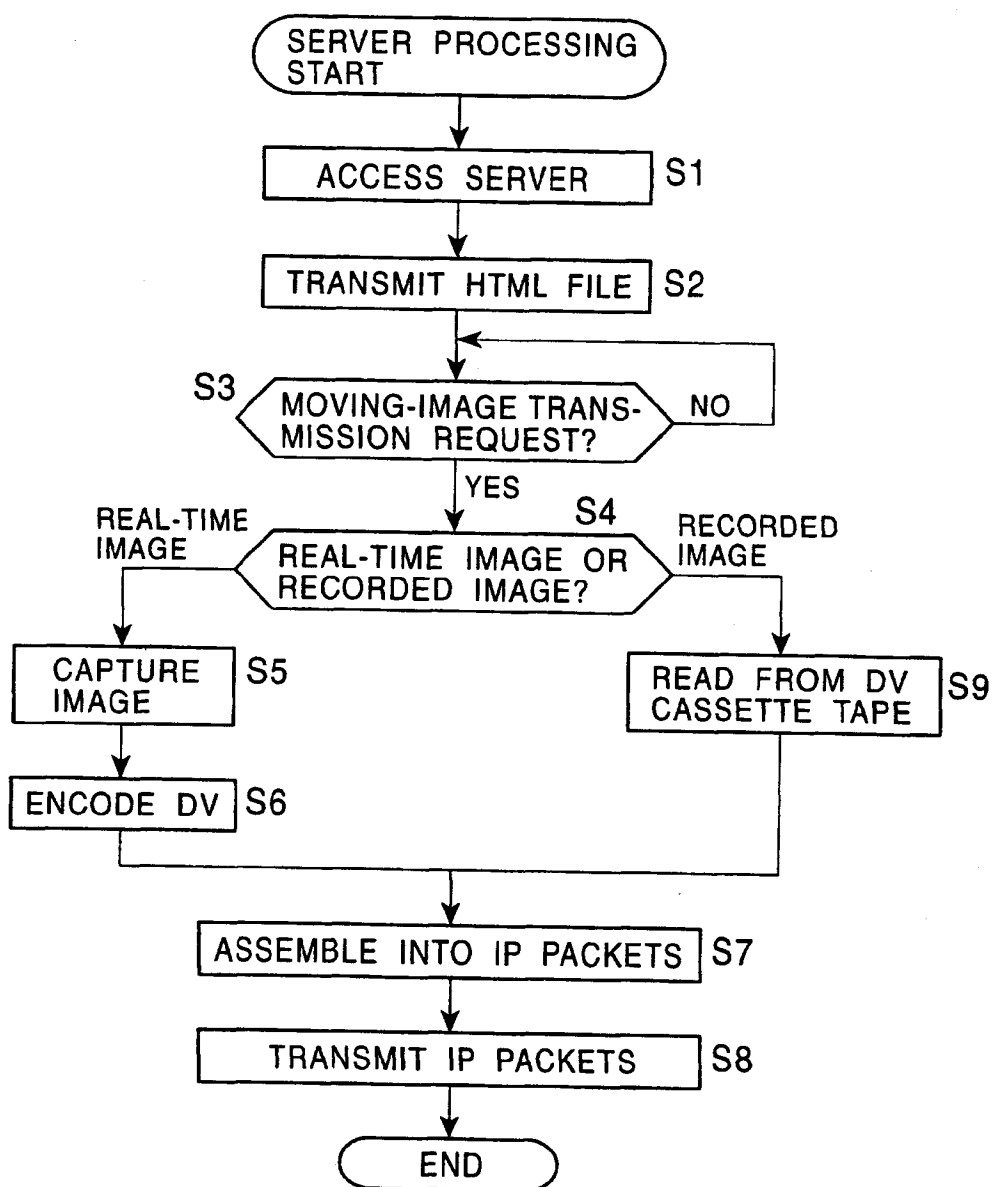 SERVER PROCESSING
START
ACCESS SERVER
S1
TRANSMIT HTML FILE
S2
S3
MOVING-IMAGE TRANS-
MISSION REQUEST?
NO
YES
S4
REAL-TIME
IMAGE
REAL-TIME IMAGE OR
RECORDED IMAGE?
RECORDED
IMAGE
CAPTURE
IMAGE
S5
READ FROM DV
CASSETTE TAPE
S9
ENCODE DV
S6
ASSEMBLE INTO IP PACKETS
S7
TRANSMIT IP PACKETS
S8
END